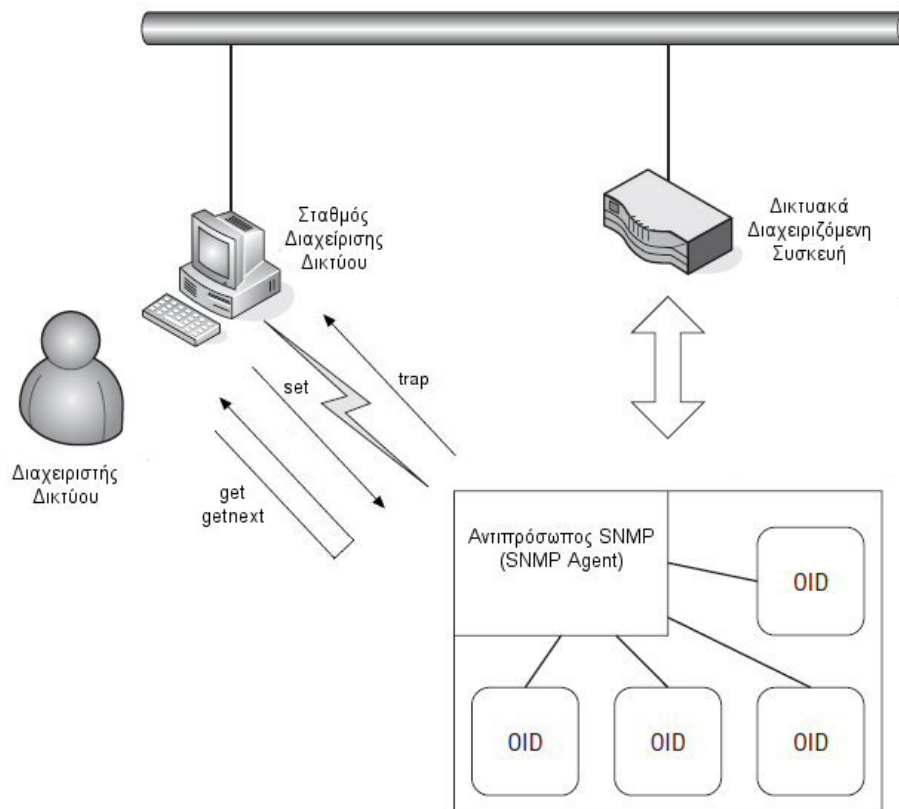 Σταθμός
Διαχείρισης
Δικτύου
Δικτυακά
Διαχειριζόμενη
Συσκευή
trap
set
get
getnext
Διαχειριστής
Δικτύου
Αντιπρόσωπος SNMP
(SNMP Agent)
OID
OID
OID
OID